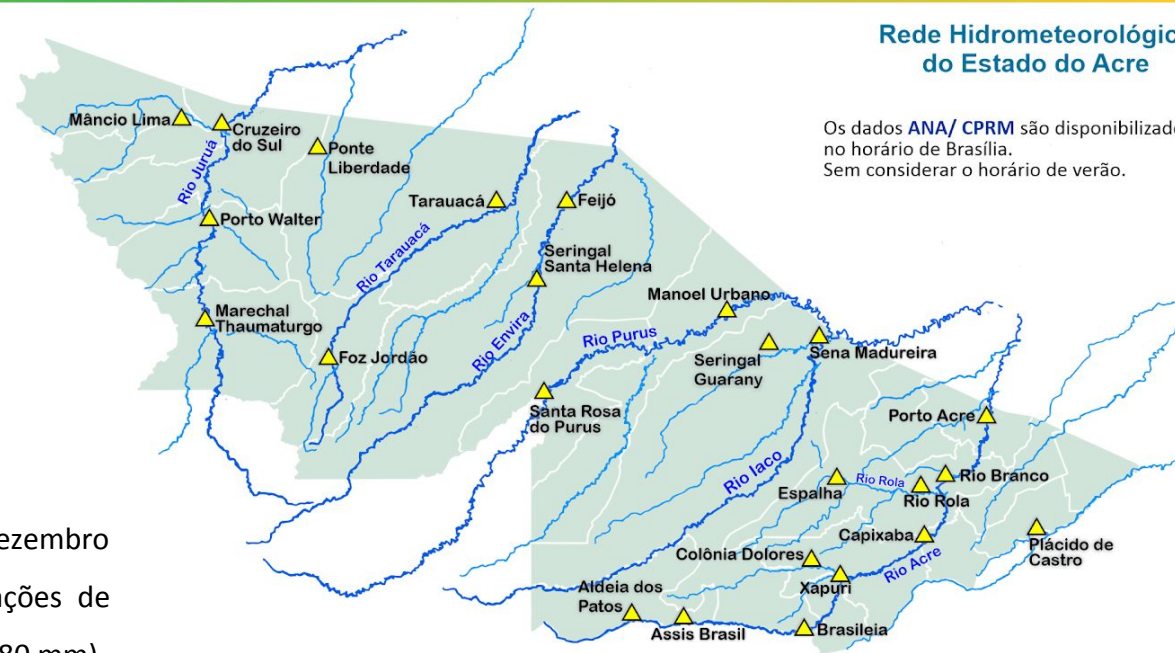 Rede Hidrometeorológic
do Estado do Acre
Os dados ANA/ CPRM são disponibilizado
no horário de Brasília.
Sem considerar o horário de verão.
Mâncio Lima
Cruzeiro
do Sul
Ponte
Liberdade
Rio Juruá
Porto Walter
Tarauacá
Feijó
Rio Tarauacá
Seringal
Santa Helena
Marechal
Thaumaturgo
Foz Jordão
Rio Envira
Manoel Urbano
Rio Purus
Seringal
Guarany
Sena Madureira
Santa Rosa
do Purus
Porto Acre
Rio Iaco
Espalha
Rio Rola
Rio Rola
Rio Branco
Capixaba
Plácido de
Castro
Colônia Dolores
Rio Acre
Xapuri
Aldeia dos
Patos
Assis Brasil
Brasileia
ezembro
ções de
80 mm)